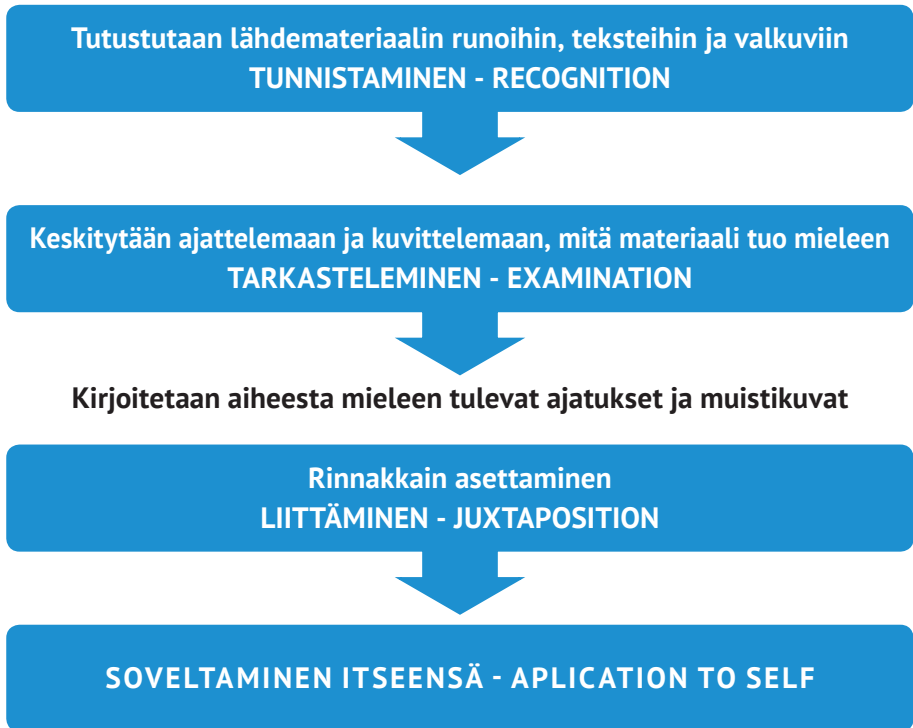 Tutustutaan lähdemateriaalin runoihin, teksteihin ja valkuviin
TUNNISTAMINEN - RECOGNITION
Keskitytään ajattelemaan ja kuvittelemaan, mitä materiaali tuo mieleen
TARKASTELEMINEN - EXAMINATION
Kirjoitetaan aiheesta mieleen tulevat ajatukset ja muistikuvat
Rinnakkain asettaminen
LIITTÄMINEN - JUXTAPOSITION
SOVELTAMINEN ITSEENSÄ - APLICATION TO SELF